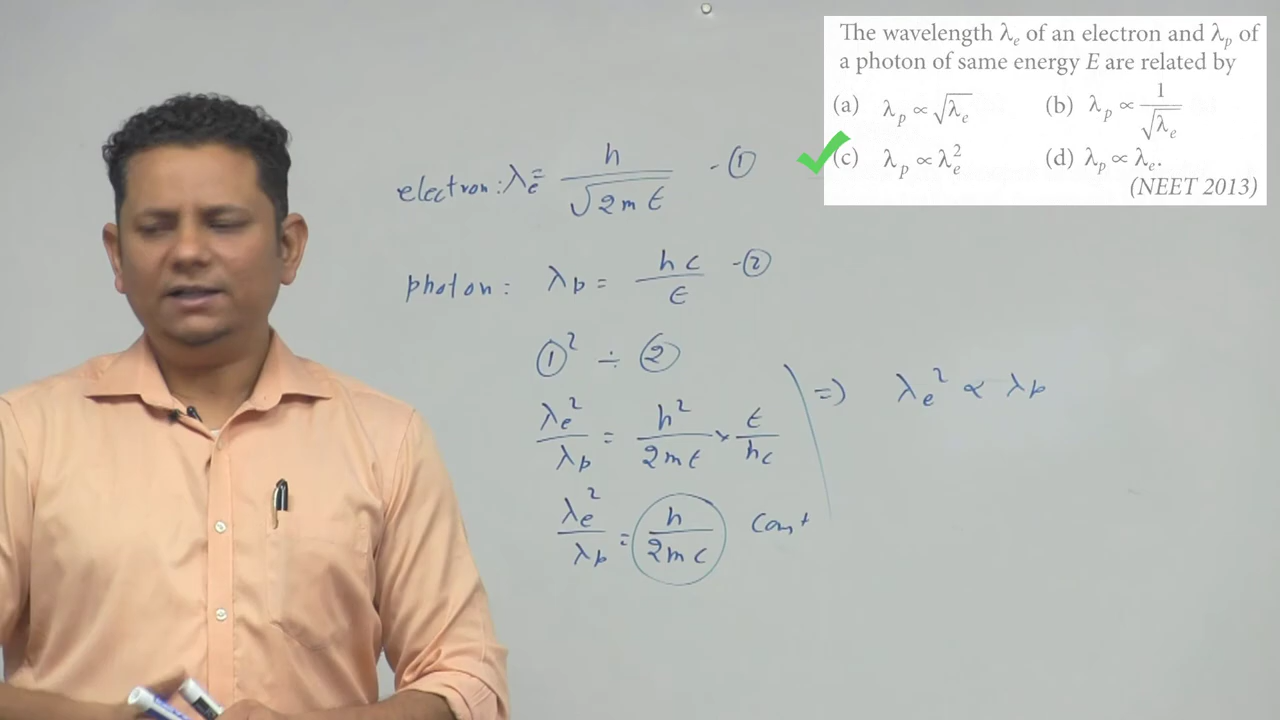 The wavelength λₑ of an electron and λₚ of
a photon of same energy E are related by
(a) λₚ ∝ √λₑ (b) λₚ ∝ 1/√λₑ
(c) λₚ ∝ λₑ² (d) λₚ ∝ λₑ.
(NEET 2013)
electron: λₑ = h/√(2mE) - ①
photon: λₚ = hc/E - ②
①² ÷ ②
λₑ²/λₚ = h²/2mE × E/hc
λₑ²/λₚ = h/2mc const
⇒ λₑ² ∝ λₚ